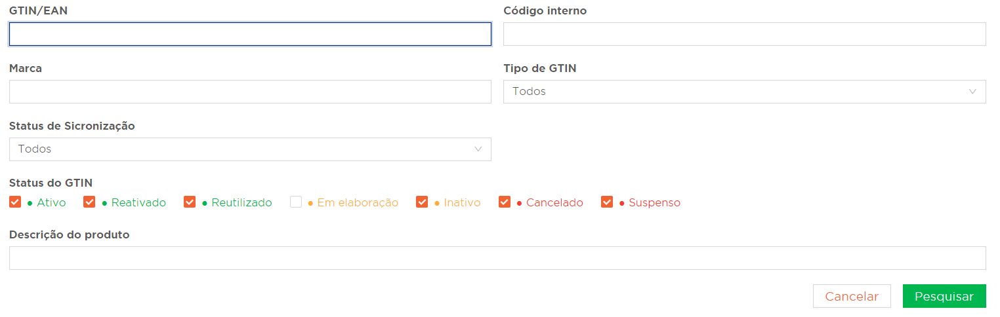 GTIN/EAN
Código interno
Marca
Tipo de GTIN
Todos
Status de Sicronização
Todos
Status do GTIN
• Ativo • Reativado • Reutilizado • Em elaboração • Inativo • Cancelado • Suspenso
Descrição do produto
Cancelar
Pesquisar